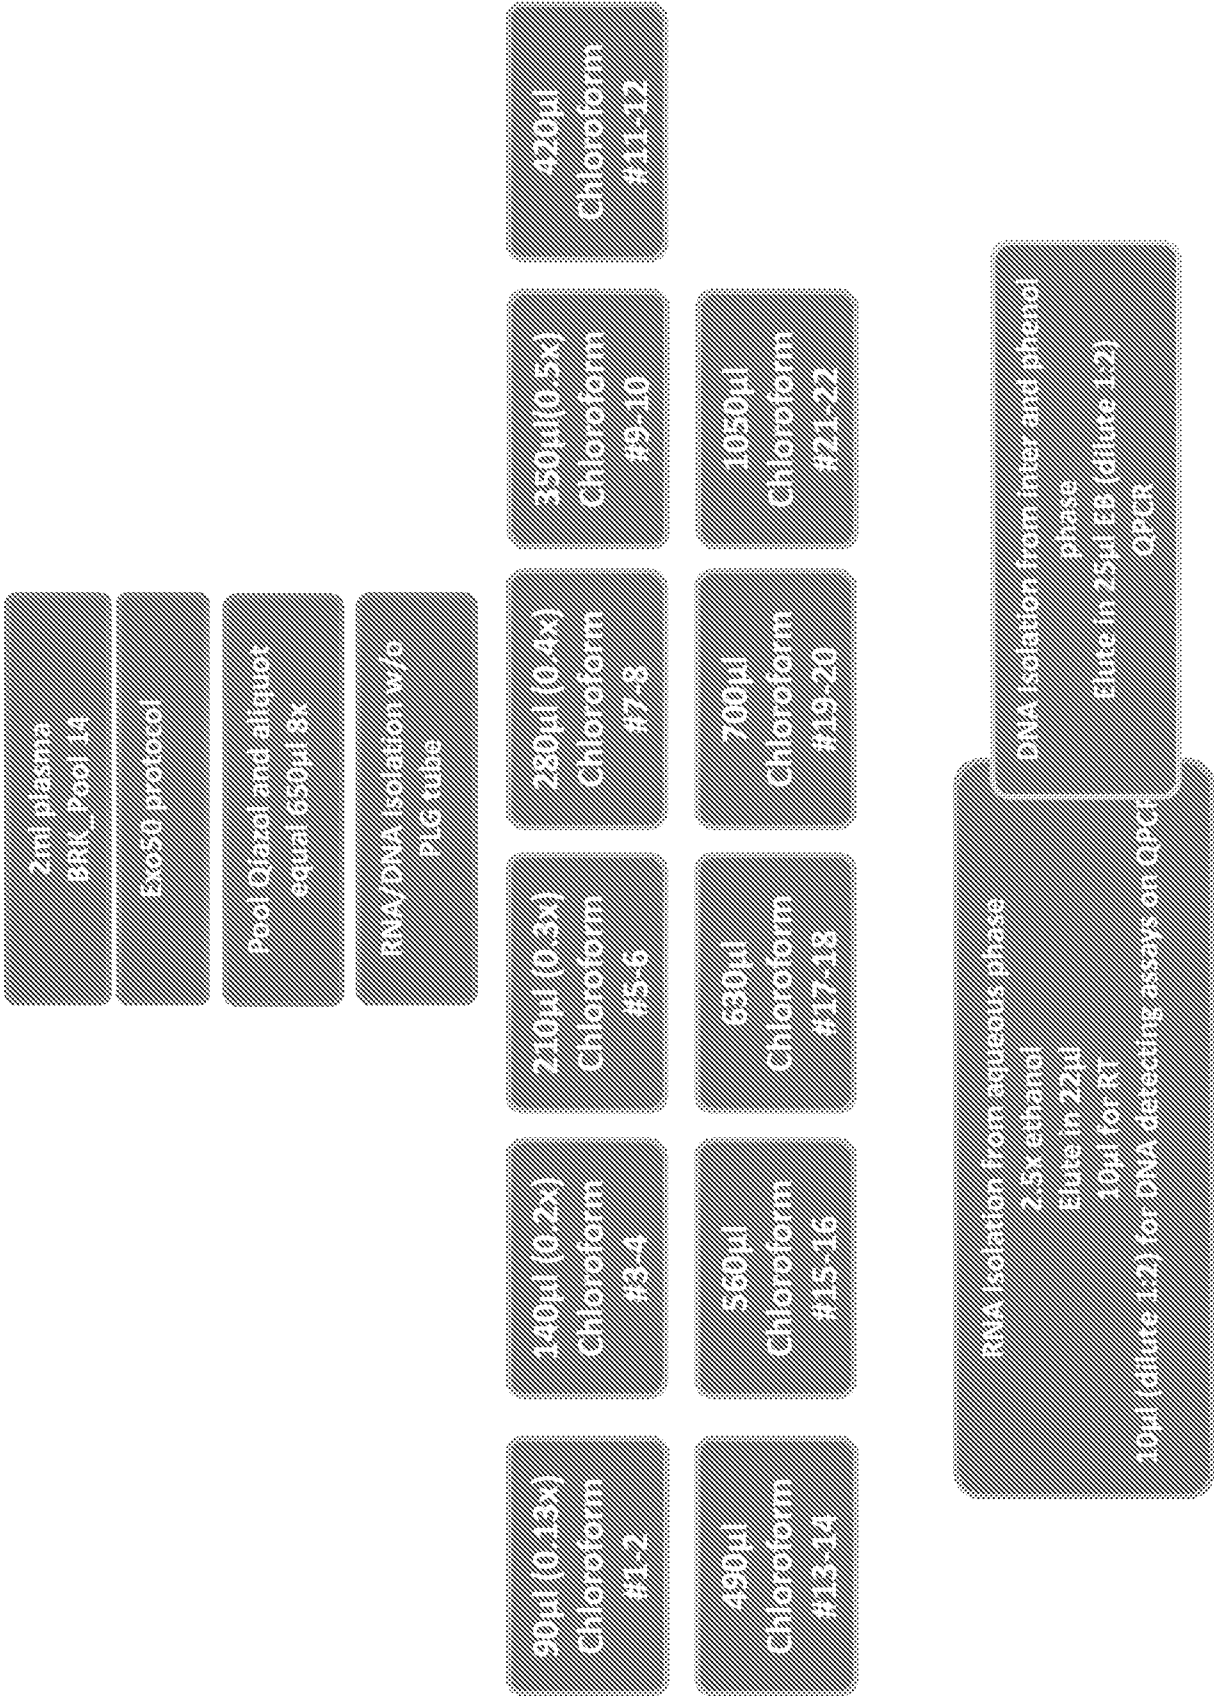 2ml plasma
BRIC_Pool 14
Exo50 protocol
Pool Qiazol and aliquot
equal 650µl 8x
RNA/DNA isolation w/o
PLGt tube
90µl (0.13x)
Chloroform
#1-2
140µl (0.2x)
Chloroform
#3-4
210µl (0.3x)
Chloroform
#5-6
280µl (0.4x)
Chloroform
#7-8
350µl(0.5x)
Chloroform
#9-10
420µl
Chloroform
#11-12
490µl
Chloroform
#13-14
560µl
Chloroform
#15-16
630µl
Chloroform
#17-18
700µl
Chloroform
#19-20
1050µl
Chloroform
#21-22
RNA isolation from aqueous phase
2.5x ethanol
Elute in 22µl
10µl for RT
10µl (dilute 1:2) for DNA detecting assays on QPCR
DNA isolation from inter and phenol
phase
Elute in 25µl EB (dilute 1:2)
QPCR